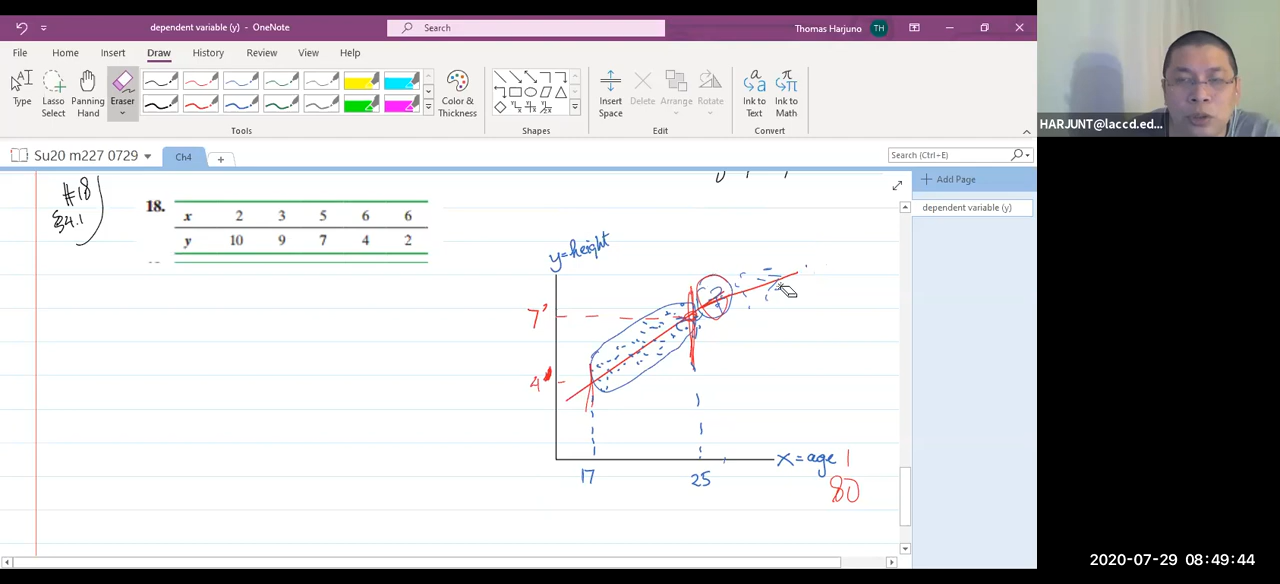 dependent variable (y) - OneNote
Search
Thomas Harjuno TH
File Home Insert Draw History Review View Help
Type
Lasso Select
Panning Hand
Eraser
Color & Thickness
Insert Space
Delete
Arrange
Rotate
a a
Ink to Text
π π
Ink to Math
Tools
Shapes
Edit
Convert
HARJUNT@laccd.ed...
Su20 m227 0729
Ch4
Search (Ctrl+E)
Add Page
dependent variable (y)
#18
§4.1
18.
x 2 3 5 6 6
y 10 9 7 4 2
y=height
7'
?
4'
x=age
17
25
80
2020-07-29 08:49:44